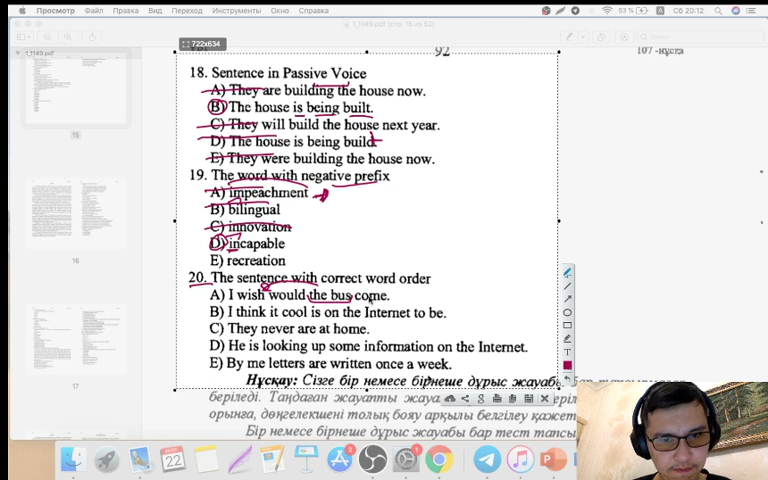 Просмотр Файл Правка Вид Переход Инструменты Окно Справка
53 % Сб 20:12
1_1149.pdf (стр. 15 из 52)
722x634
1_1149.pdf
92
107 -нұсқа
18. Sentence in Passive Voice
A) They are building the house now.
B) The house is being built.
C) They will build the house next year.
D) The house is being build
E) They were building the house now.
19. The word with negative prefix
A) impeachment
B) bilingual
C) innovation
D) incapable
E) recreation
20. The sentence with correct word order
A) I wish would the bus come.
B) I think it cool is on the Internet to be.
C) They never are at home.
D) He is looking up some information on the Internet.
E) By me letters are written once a week.
Нұсқау: Сізге бір немесе бірнеше дұрыс жауабы бар
беріледі. Таңдаған жауапты
орынға, дөңгелекшені толық бояу арқылы белгілеу қажет
Бір немесе бірнеше дұрыс жауабы бар тест
15
16
17
22